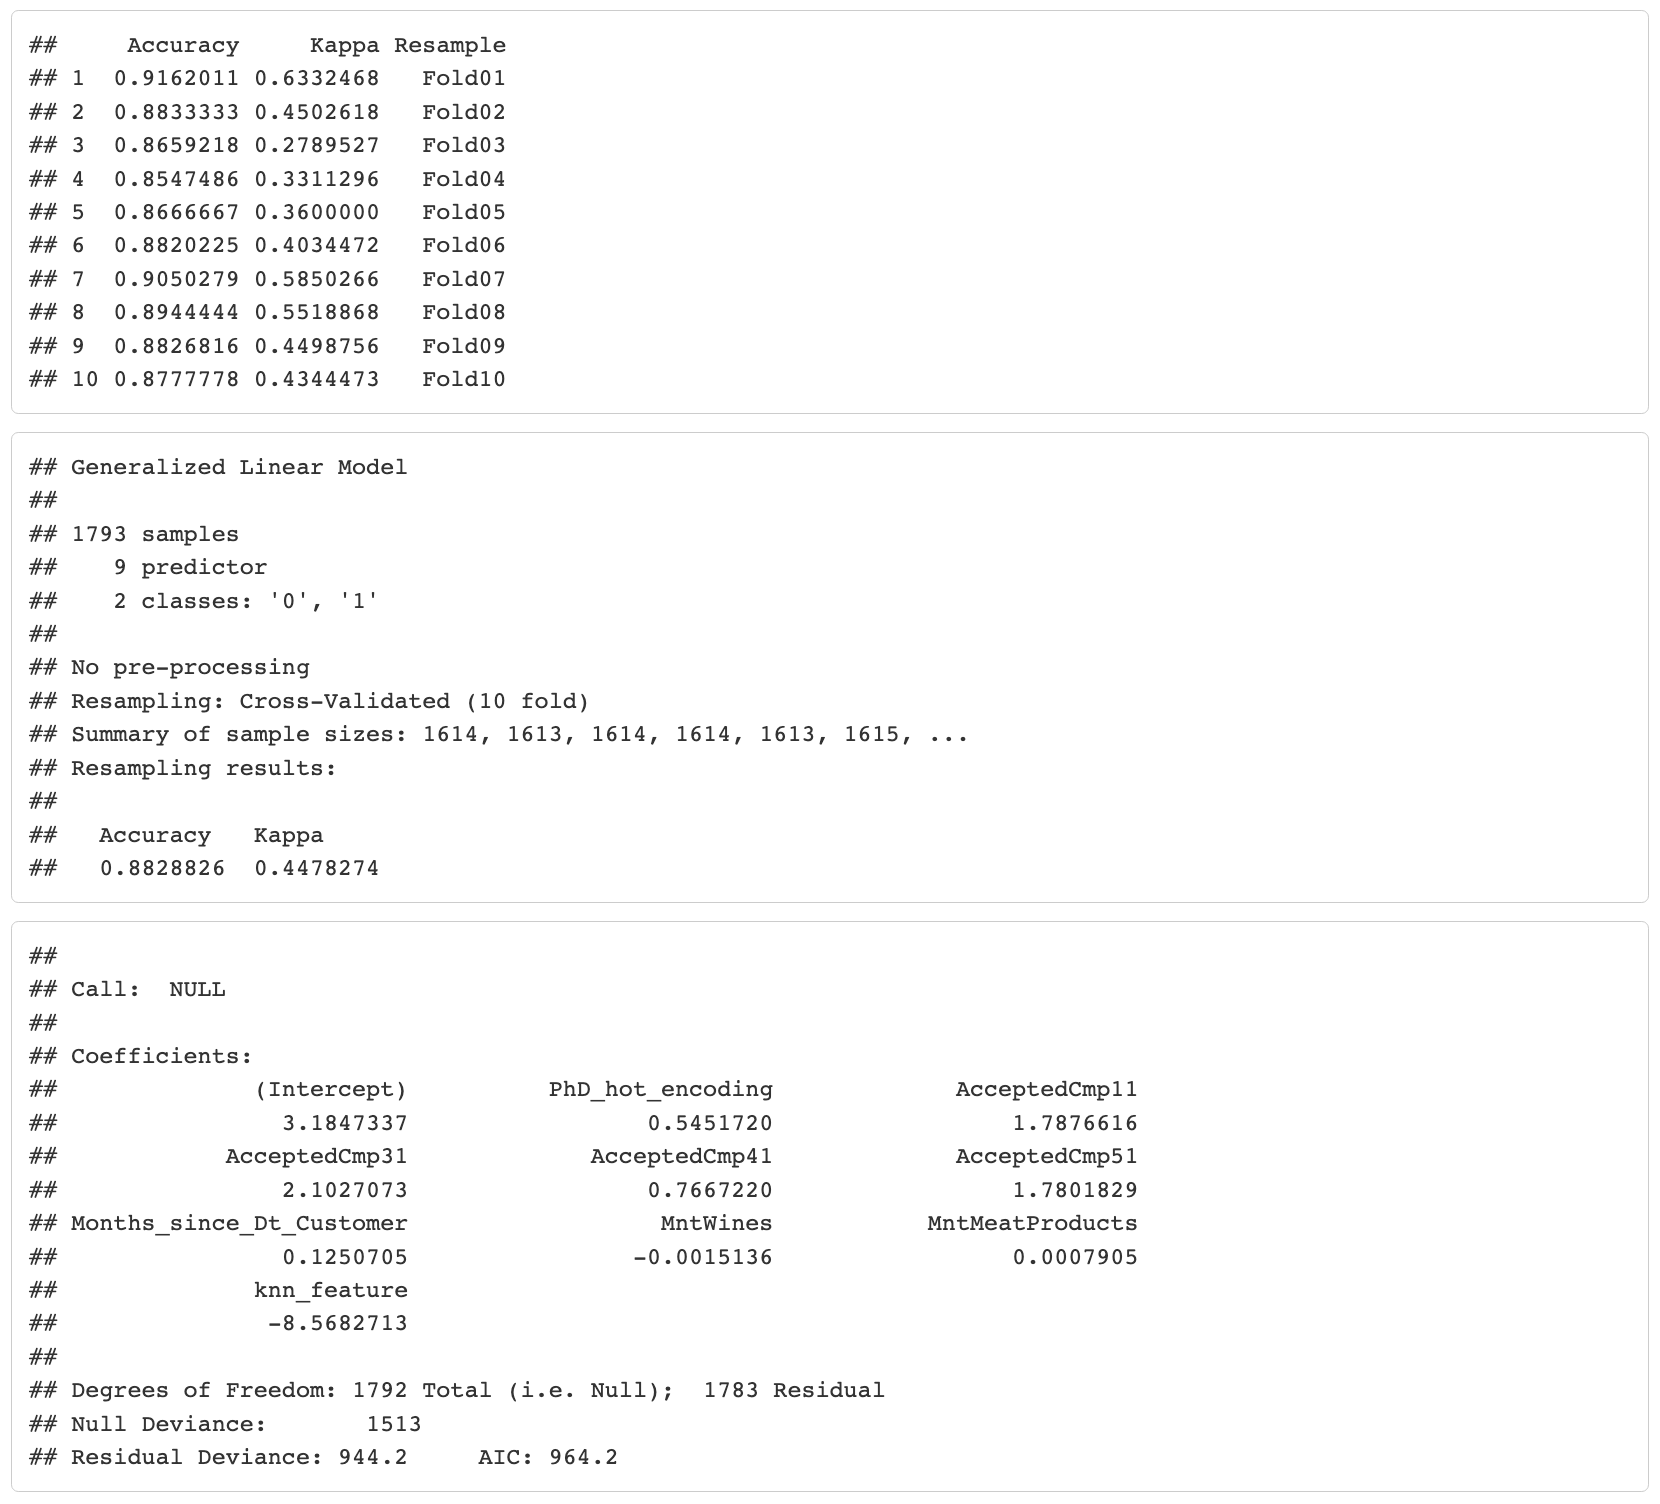 ##     Accuracy     Kappa Resample
## 1  0.9162011 0.6332468   Fold01
## 2  0.8833333 0.4502618   Fold02
## 3  0.8659218 0.2789527   Fold03
## 4  0.8547486 0.3311296   Fold04
## 5  0.8666667 0.3600000   Fold05
## 6  0.8820225 0.4034472   Fold06
## 7  0.9050279 0.5850266   Fold07
## 8  0.8944444 0.5518868   Fold08
## 9  0.8826816 0.4498756   Fold09
## 10 0.8777778 0.4344473   Fold10
## Generalized Linear Model
##
## 1793 samples
##    9 predictor
##    2 classes: '0', '1'
##
## No pre-processing
## Resampling: Cross-Validated (10 fold)
## Summary of sample sizes: 1614, 1613, 1614, 1614, 1613, 1615, ...
## Resampling results:
##
##   Accuracy   Kappa
##   0.8828826  0.4478274
##
## Call:  NULL
##
## Coefficients:
##              (Intercept)          PhD_hot_encoding             AcceptedCmp11
##                3.1847337                 0.5451720                 1.7876616
##            AcceptedCmp31             AcceptedCmp41             AcceptedCmp51
##                2.1027073                 0.7667220                 1.7801829
## Months_since_Dt_Customer                  MntWines           MntMeatProducts
##                0.1250705                -0.0015136                 0.0007905
##              knn_feature
##               -8.5682713
##
## Degrees of Freedom: 1792 Total (i.e. Null);  1783 Residual
## Null Deviance:       1513
## Residual Deviance: 944.2     AIC: 964.2